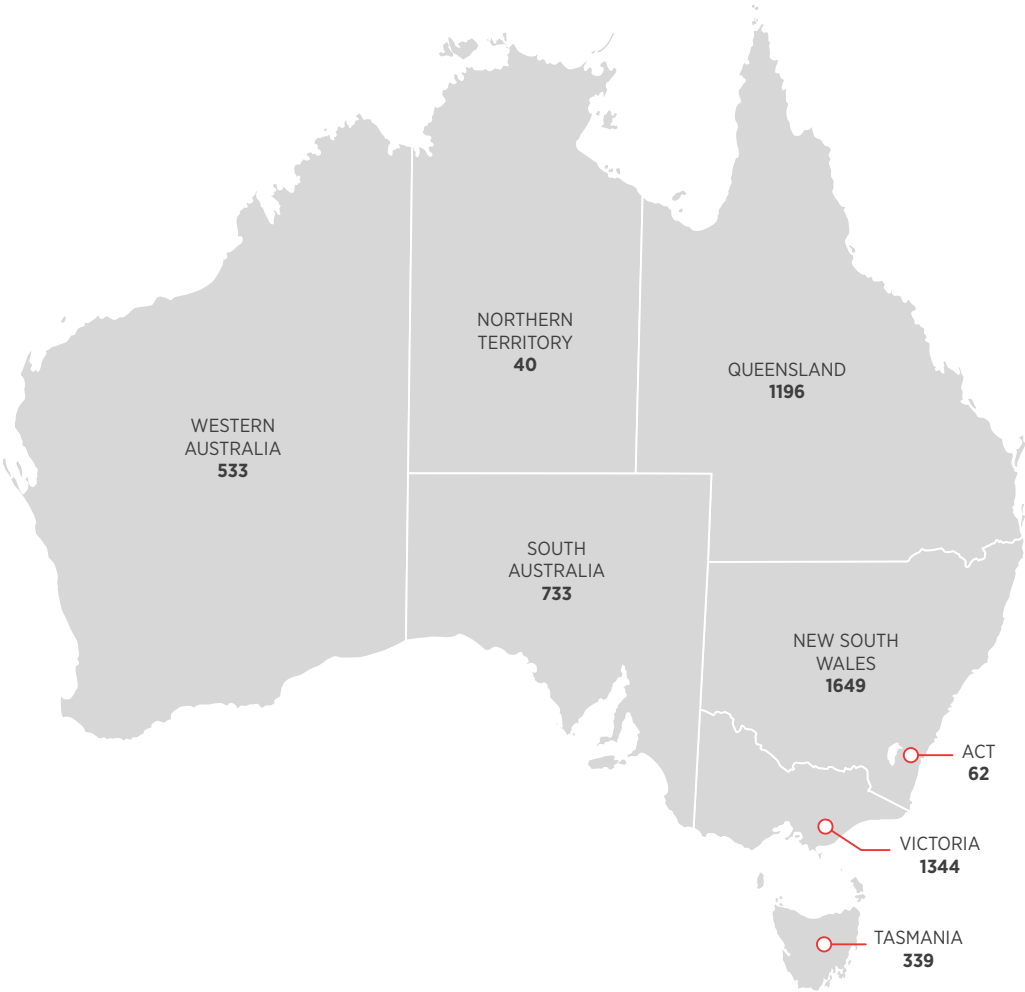 NORTHERN
TERRITORY
40
QUEENSLAND
1196
WESTERN
AUSTRALIA
533
SOUTH
AUSTRALIA
733
NEW SOUTH
WALES
1649
ACT
62
VICTORIA
1344
TASMANIA
339